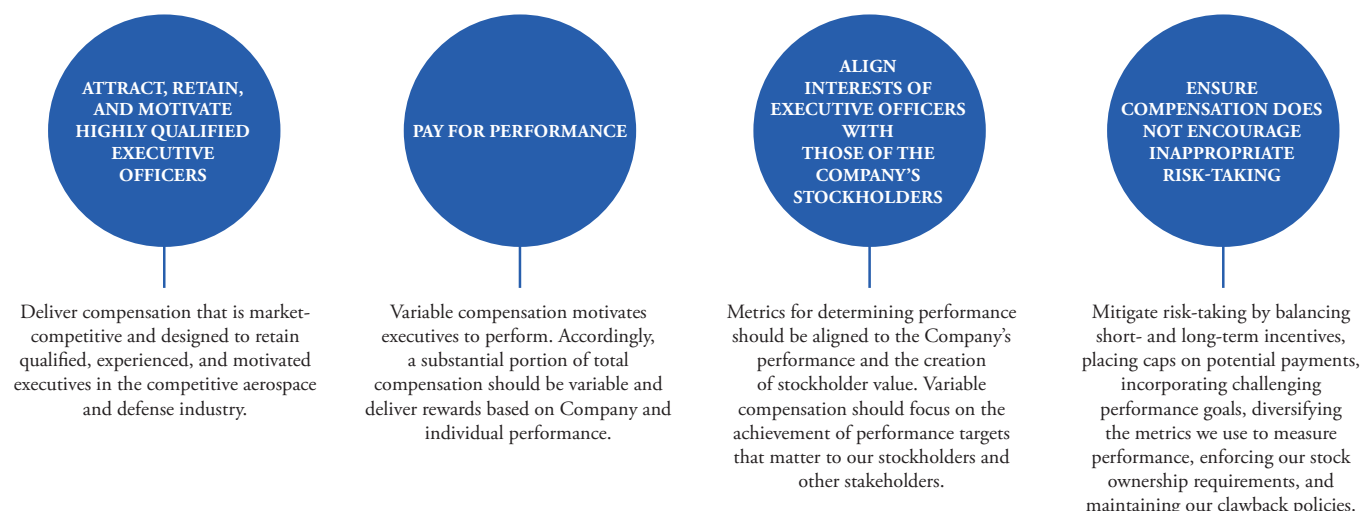 ATTRACT, RETAIN,
AND MOTIVATE
HIGHLY QUALIFIED
EXECUTIVE
OFFICERS
Deliver compensation that is market-
competitive and designed to retain
qualified, experienced, and motivated
executives in the competitive aerospace
and defense industry.
PAY FOR PERFORMANCE
Variable compensation motivates
executives to perform. Accordingly,
a substantial portion of total
compensation should be variable and
deliver rewards based on Company and
individual performance.
ALIGN
INTERESTS OF
EXECUTIVE OFFICERS
WITH
THOSE OF THE
COMPANY’S
STOCKHOLDERS
Metrics for determining performance
should be aligned to the Company’s
performance and the creation
of stockholder value. Variable
compensation should focus on the
achievement of performance targets
that matter to our stockholders and
other stakeholders.
ENSURE
COMPENSATION DOES
NOT ENCOURAGE
INAPPROPRIATE
RISK-TAKING
Mitigate risk-taking by balancing
short- and long-term incentives,
placing caps on potential payments,
incorporating challenging
performance goals, diversifying
the metrics we use to measure
performance, enforcing our stock
ownership requirements, and
maintaining our clawback policies.